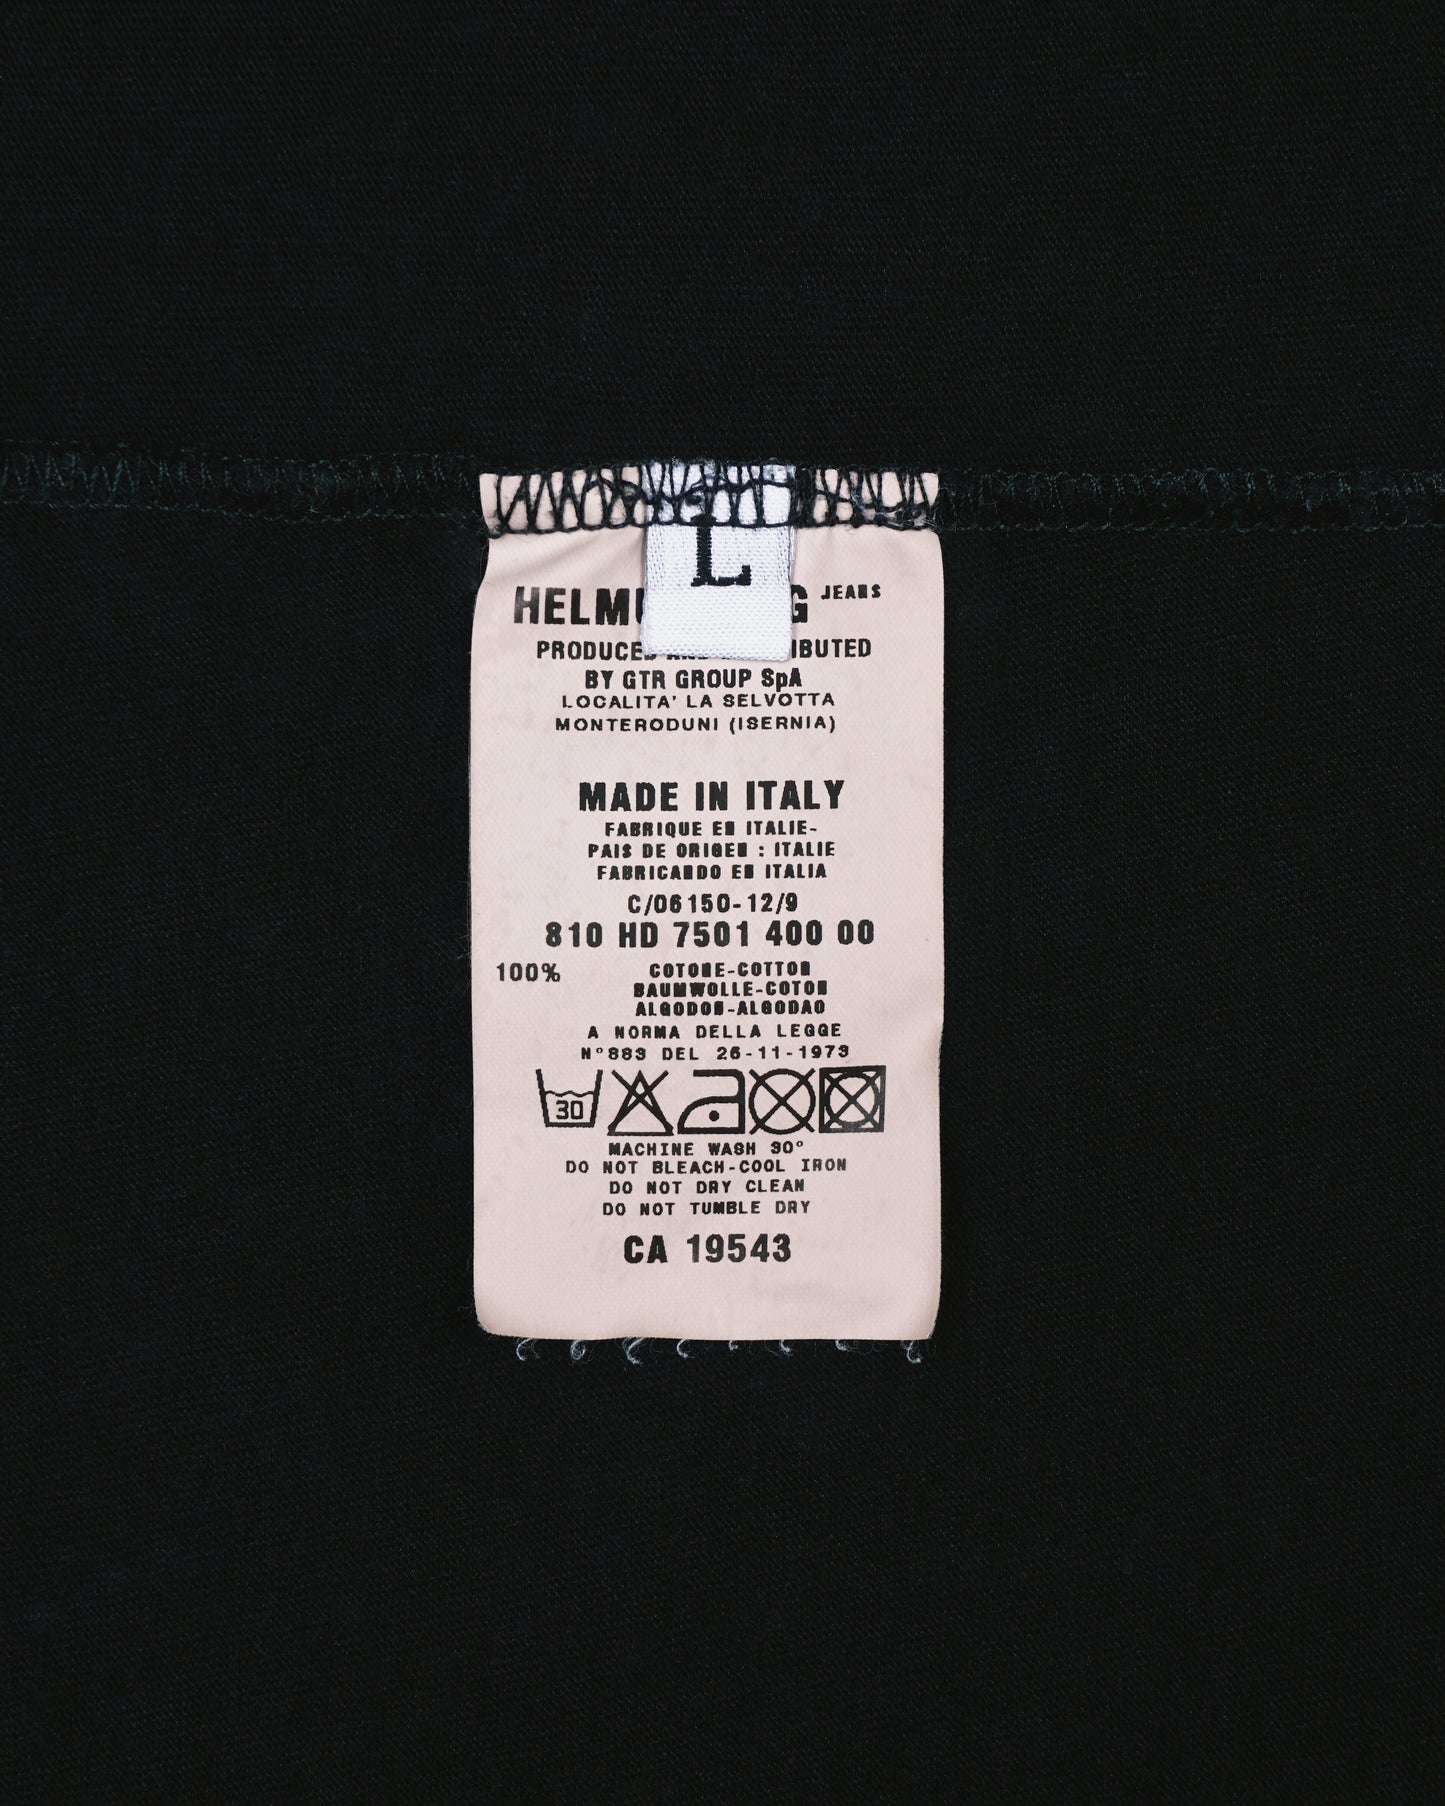 L
HELMU G JEANS
PRODUCED AND IBUTED
BY GTR GROUP SpA
LOCALITA' LA SELVOTTA
MONTERODUNI (ISERNIA)
MADE IN ITALY
FABRIQUE EN ITALIE-
PAIS DE ORIGEN : ITALIE
FABRICANDO EN ITALIA
C/06150-12/9
810 HD 7501 400 00
100% COTONE-COTTON
BAUMWOLLE-COTON
ALGODON-ALGODAO
A NORMA DELLA LEGGE
N°883 DEL 26-11-1973
30
MACHINE WASH 30°
DO NOT BLEACH-COOL IRON
DO NOT DRY CLEAN
DO NOT TUMBLE DRY
CA 19543